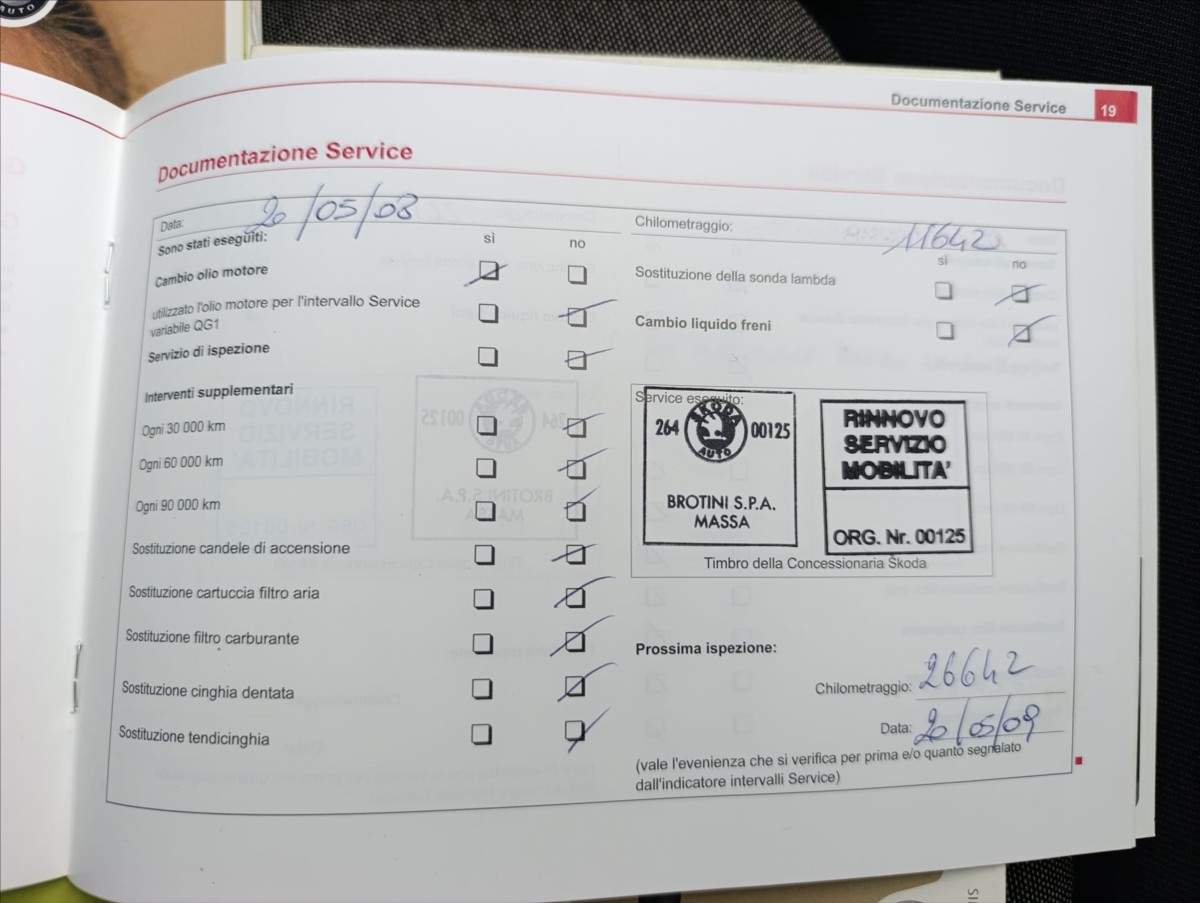 AUTO
Documentazione Service 19
Documentazione Service
Data: 20/05/08
Chilometraggio: 11642
Sono stati eseguiti: sì no
sì no
Cambio olio motore
utilizzato l'olio motore per l'intervallo Service
variabile QG1
Servizio di ispezione
Interventi supplementari
Ogni 30 000 km
Ogni 60 000 km
Ogni 90 000 km
Sostituzione candele di accensione
Sostituzione cartuccia filtro aria
Sostituzione filtro carburante
Sostituzione cinghia dentata
Sostituzione tendicinghia
Sostituzione della sonda lambda
Cambio liquido freni
Service eseguito:
264 SKODA AUTO 00125
BROTINI S.P.A.
MASSA
RINNOVO
SERVIZIO
MOBILITA'
ORG. Nr. 00125
Timbro della Concessionaria Škoda
Prossima ispezione:
Chilometraggio: 26642
Data: 20/05/09
(vale l'evenienza che si verifica per prima e/o quanto segnalato
dall'indicatore intervalli Service)